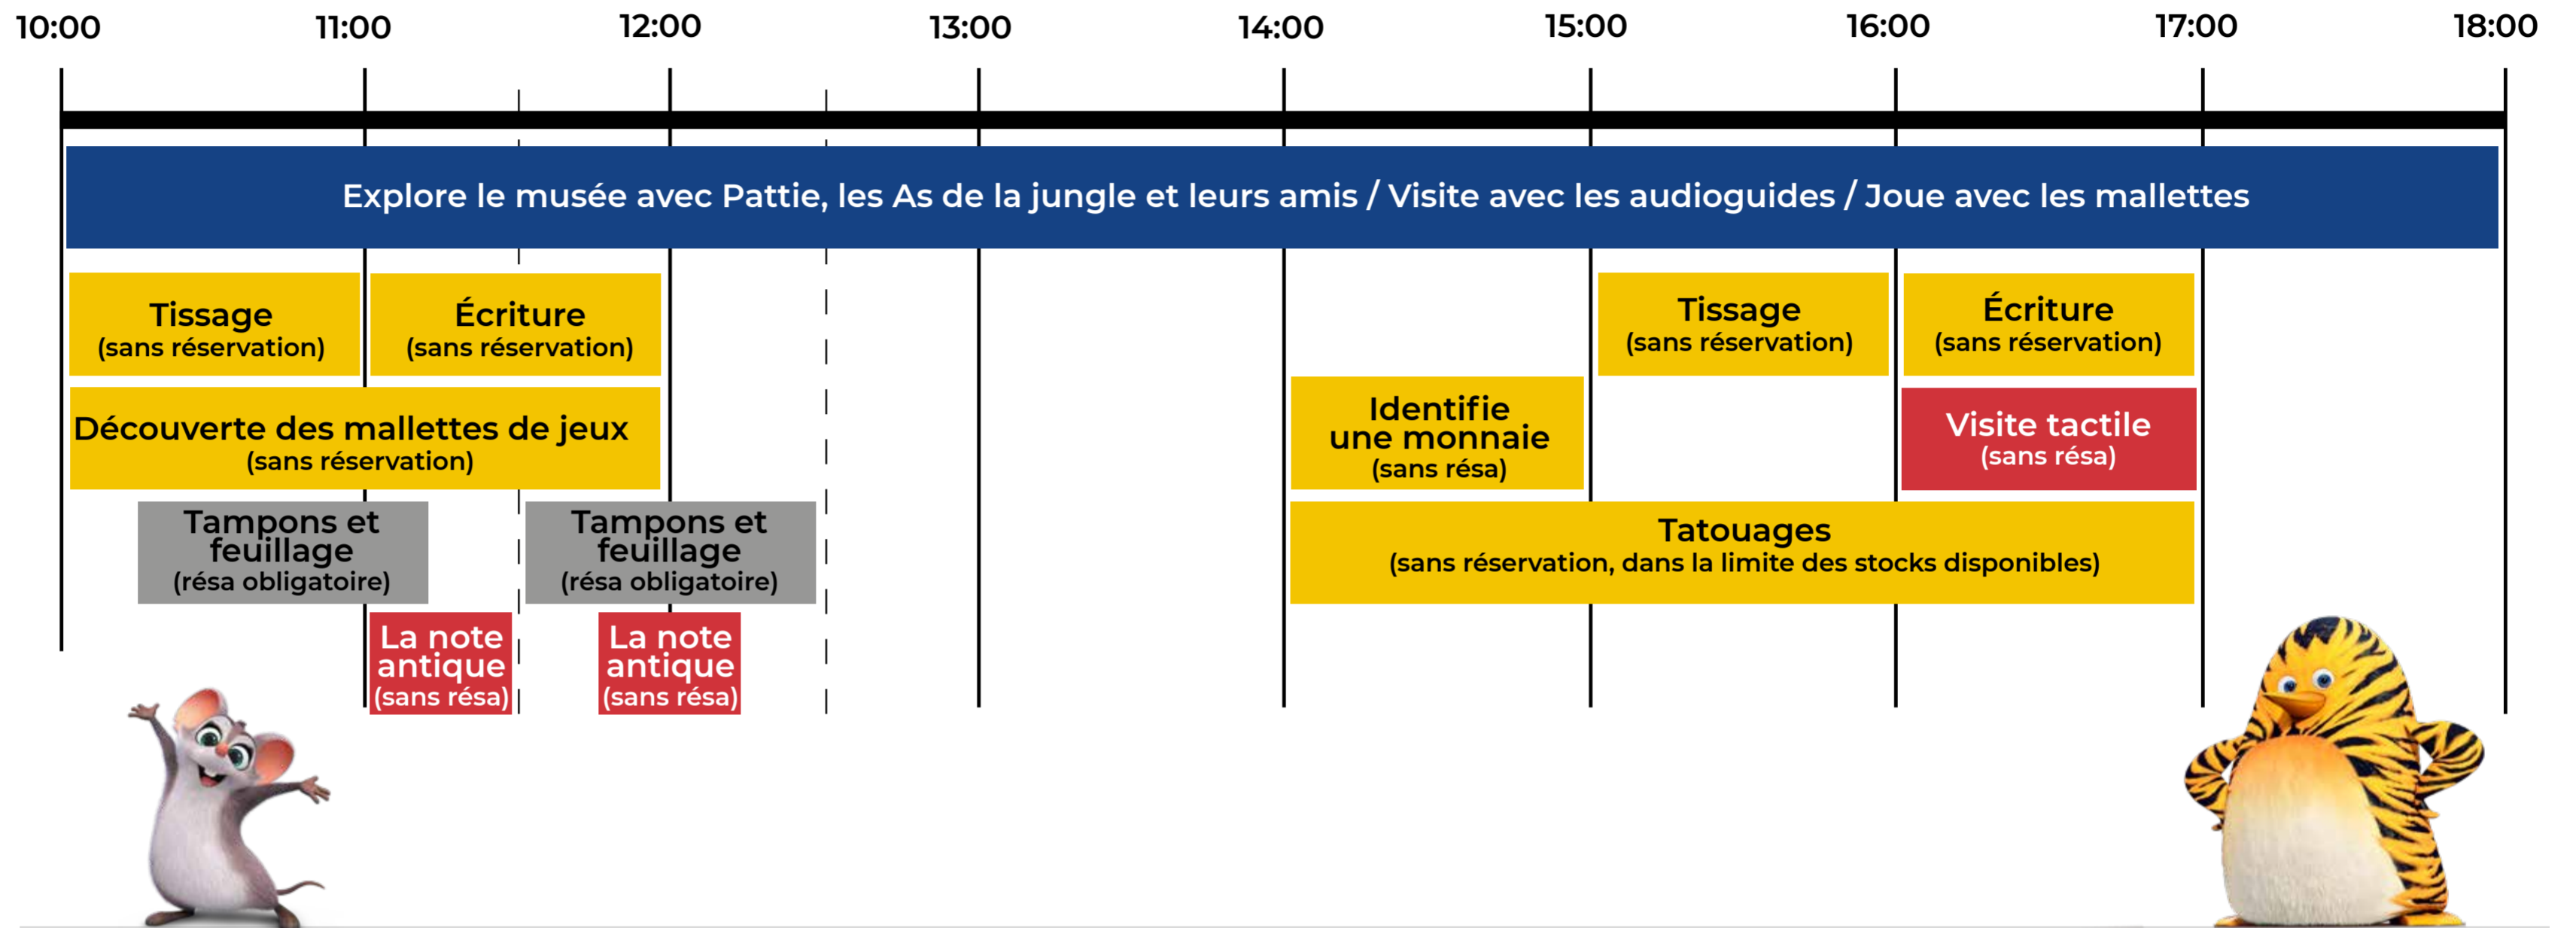 10:00 11:00 12:00 13:00 14:00 15:00 16:00 17:00 18:00
Explore le musée avec Pattie, les As de la jungle et leurs amis / Visite avec les audioguides / Joue avec les mallettes
Tissage
(sans réservation)
Écriture
(sans réservation)
Tissage
(sans réservation)
Écriture
(sans réservation)
Découverte des mallettes de jeux
(sans réservation)
Identifie
une monnaie
(sans résa)
Visite tactile
(sans résa)
Tampons et
feuillage
(résa obligatoire)
Tampons et
feuillage
(résa obligatoire)
Tatouages
(sans réservation, dans la limite des stocks disponibles)
La note
antique
(sans résa)
La note
antique
(sans résa)